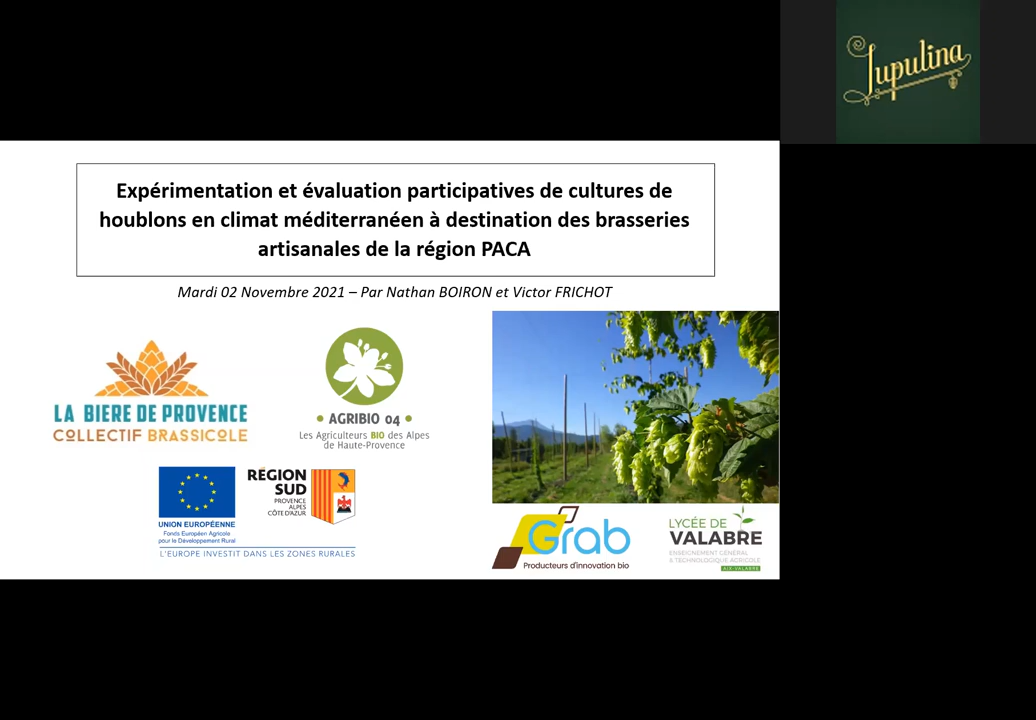 Lupulina
Expérimentation et évaluation participatives de cultures de
houblons en climat méditerranéen à destination des brasseries
artisanales de la région PACA
Mardi 02 Novembre 2021 – Par Nathan BOIRON et Victor FRICHOT
LA BIERE DE PROVENCE
COLLECTIF BRASSICOLE
• AGRIBIO 04 •
Les Agriculteurs BIO des Alpes
de Haute-Provence
UNION EUROPÉENNE
Fonds Européen Agricole
pour le Développement Rural
RÉGION
SUD
PROVENCE
ALPES
CÔTE D'AZUR
L'EUROPE INVESTIT DANS LES ZONES RURALES
Grab
Producteurs d'innovation bio
LYCÉE DE
VALABRE
ENSEIGNEMENT GÉNÉRAL
& TECHNOLOGIQUE AGRICOLE
AIX-VALABRE